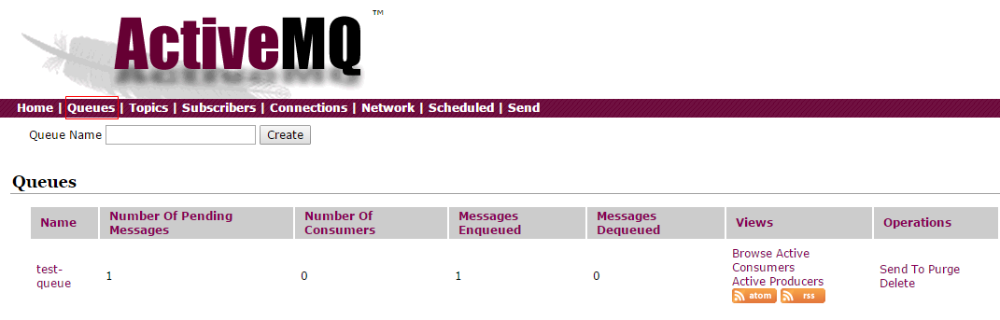 ActiveMQ ™
Home | Queues | Topics | Subscribers | Connections | Network | Scheduled | Send
Queue Name Create
Queues
Name
Number Of Pending
Messages
Number Of
Consumers
Messages
Enqueued
Messages
Dequeued
Views
Operations
test-
queue
1
0
1
0
Browse Active
Consumers
Active Producers
atom rss
Send To Purge
Delete